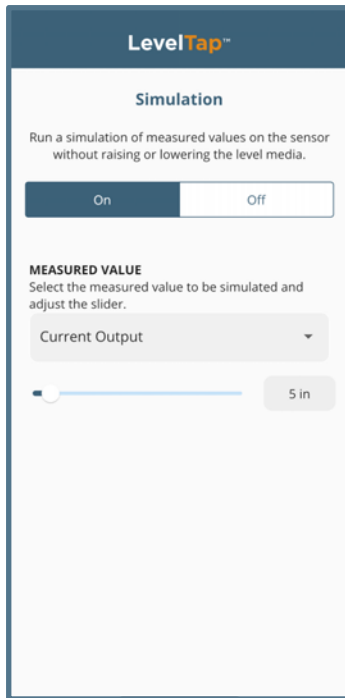 LevelTap™
Simulation
Run a simulation of measured values on the sensor
without raising or lowering the level media.
On Off
MEASURED VALUE
Select the measured value to be simulated and
adjust the slider.
Current Output
5 in